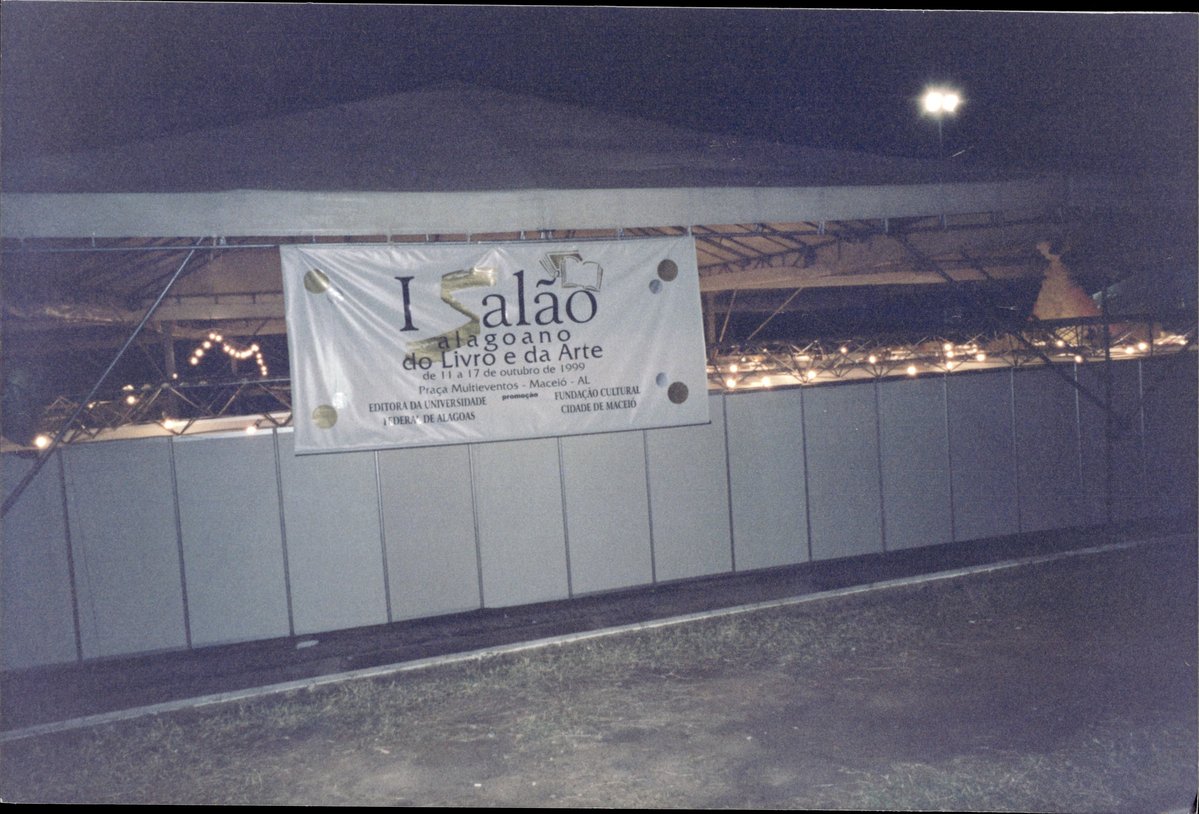 I Salão
alagoano
do Livro e da Arte
de 11 a 17 de outubro de 1999
Praça Multieventos - Maceió - AL
EDITORA DA UNIVERSIDADE promoção FUNDAÇÃO CULTURAL
FEDERAL DE ALAGOAS CIDADE DE MACEIÓ